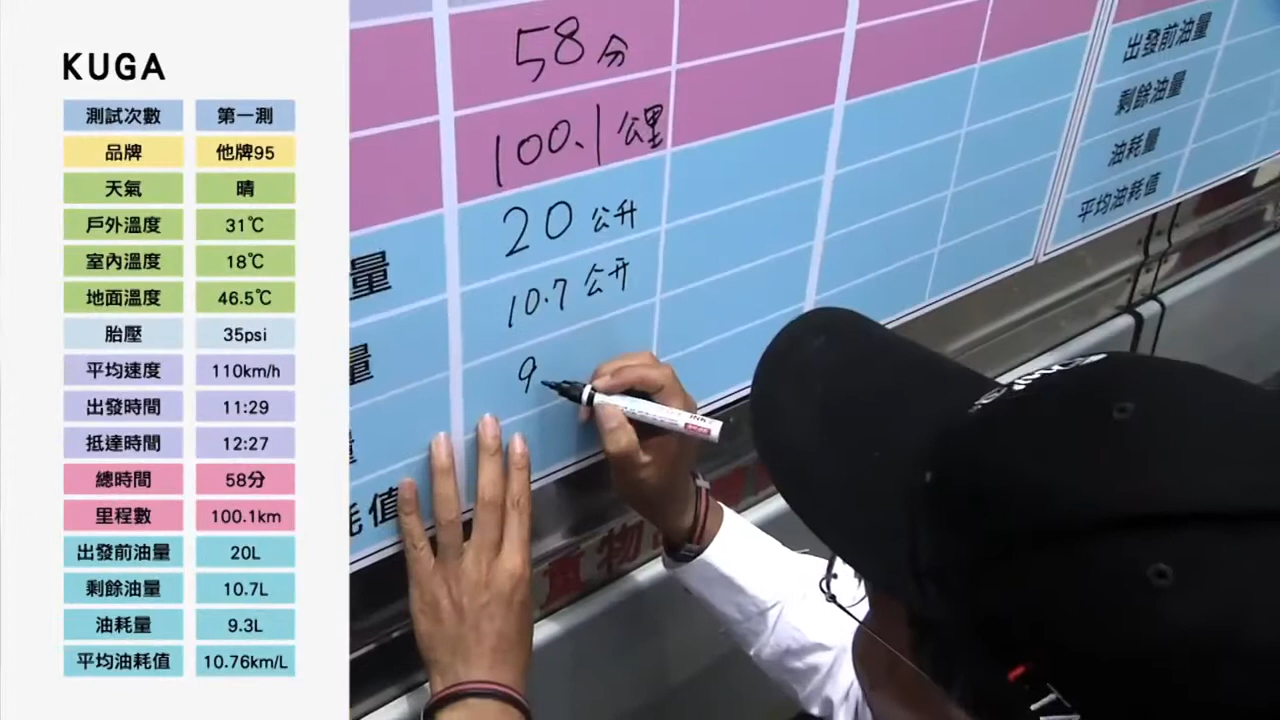 KUGA
測試次數 第一測
品牌 他牌95
天氣 晴
戶外溫度 31℃
室內溫度 18℃
地面溫度 46.5℃
胎壓 35psi
平均速度 110km/h
出發時間 11:29
抵達時間 12:27
總時間 58分
里程數 100.1km
出發前油量 20L
剩餘油量 10.7L
油耗量 9.3L
平均油耗值 10.76km/L
58分
100.1公里
量 20公升
量 10.7公升
量 9
耗值
出發前油量
剩餘油量
油耗量
平均油耗值
貨物